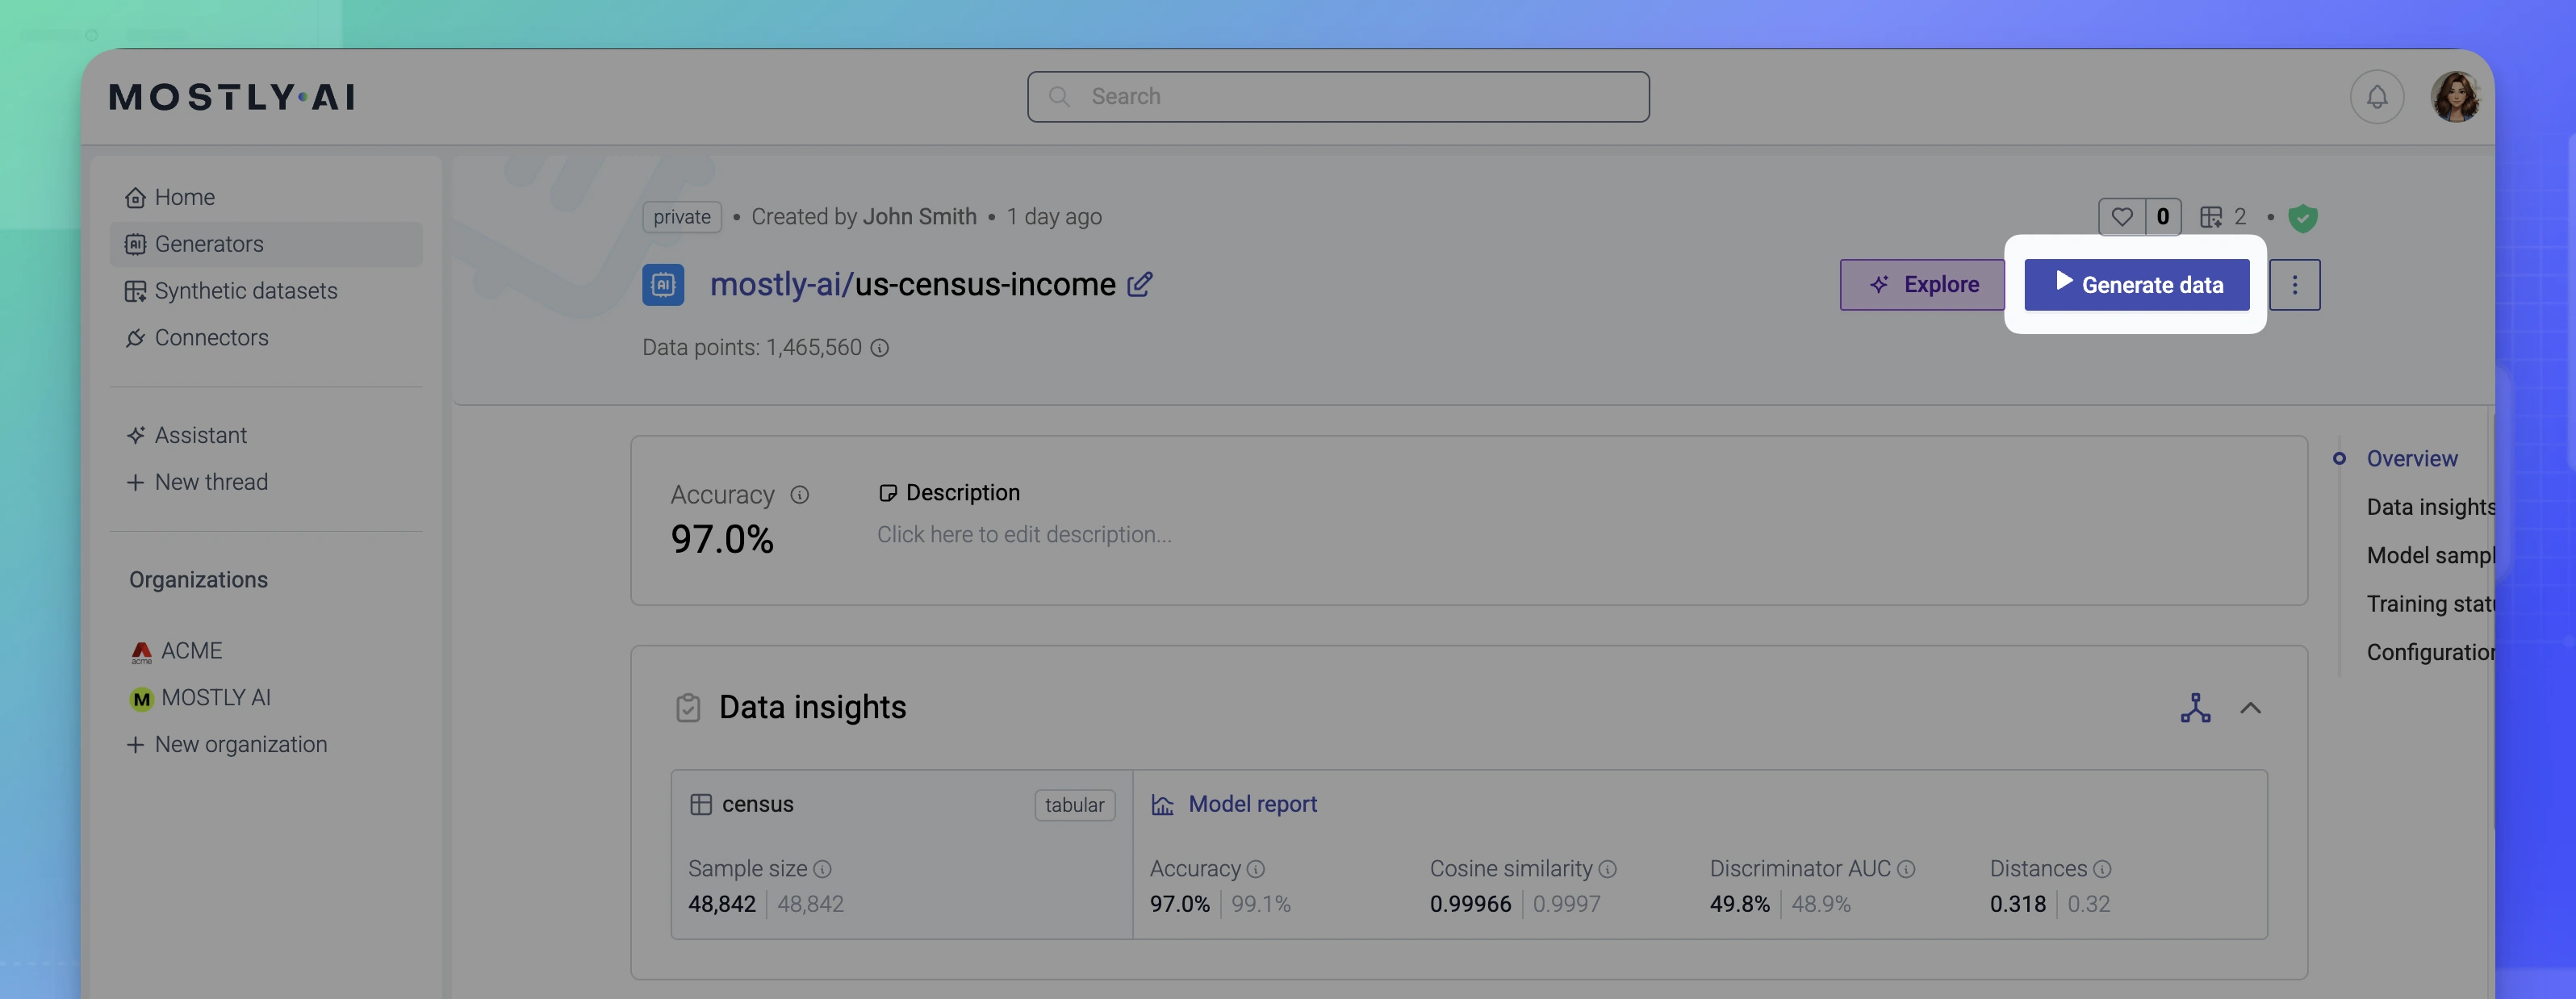 MOSTLY·AI
Search
Home
Generators
Synthetic datasets
Connectors
Assistant
New thread
Organizations
acme ACME
M MOSTLY AI
New organization
private • Created by John Smith • 1 day ago
0 2 •
AI mostly-ai/us-census-income
Explore
Generate data
Data points: 1,465,560
Accuracy
97.0%
Description
Click here to edit description...
Overview
Data insights
Model sampl
Training stat
Configuration
Data insights
census tabular
Sample size
48,842 | 48,842
Model report
Accuracy
97.0% | 99.1%
Cosine similarity
0.99966 | 0.9997
Discriminator AUC
49.8% | 48.9%
Distances
0.318 | 0.32